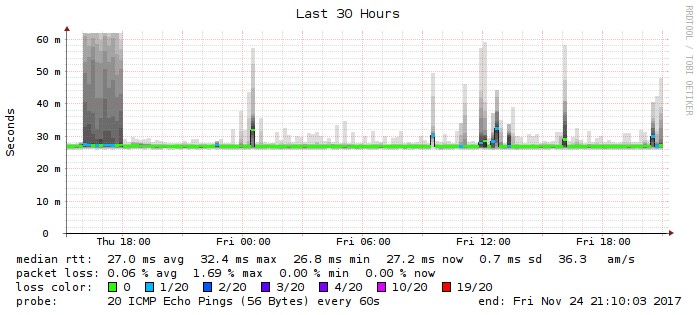 Last 30 Hours
RRDTOOL / TOBI OETIKER
Seconds
60 m
50 m
40 m
30 m
20 m
10 m
0
Thu 18:00 Fri 00:00 Fri 06:00 Fri 12:00 Fri 18:00
median rtt: 27.0 ms avg 32.4 ms max 26.8 ms min 27.2 ms now 0.7 ms sd 36.3 am/s
packet loss: 0.06 % avg 1.69 % max 0.00 % min 0.00 % now
loss color: 0 1/20 2/20 3/20 4/20 10/20 19/20
probe: 20 ICMP Echo Pings (56 Bytes) every 60s end: Fri Nov 24 21:10:03 2017